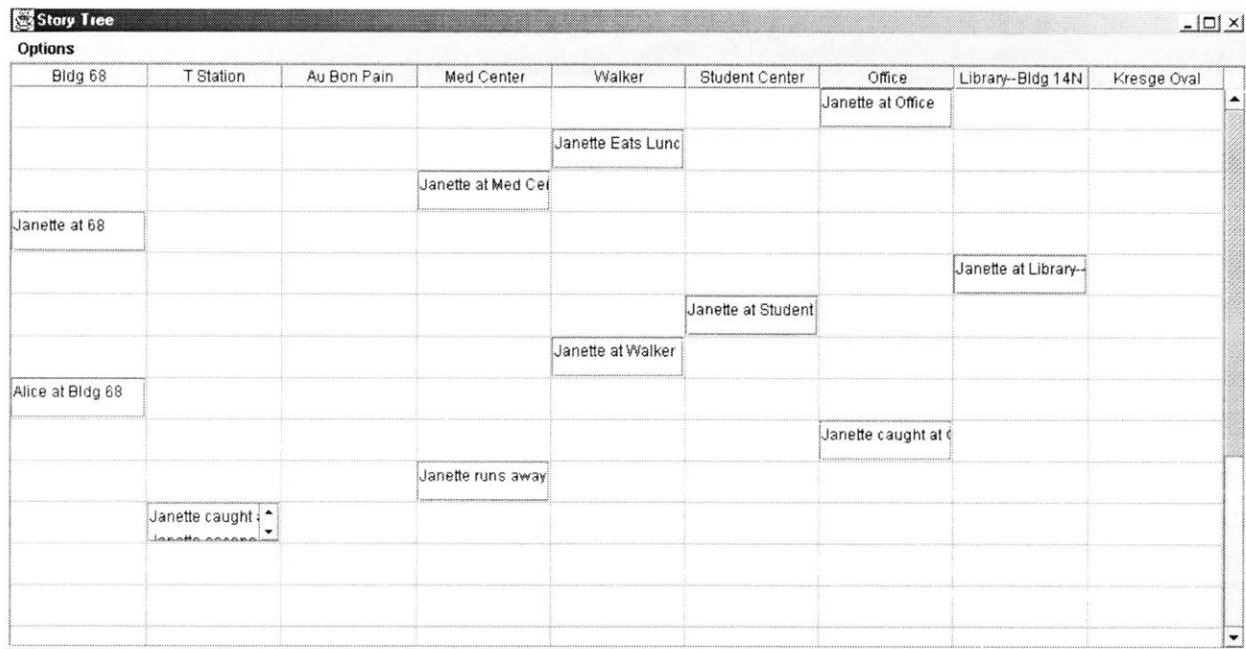 Story Tree
Options
Bldg 68 T Station Au Bon Pain Med Center Walker Student Center Office Library--Bldg 14N Kresge Oval
Janette at Office
Janette Eats Lunc
Janette at Med Cen
Janette at 68
Janette at Library--
Janette at Student
Janette at Walker
Alice at Bldg 68
Janette caught at
Janette runs away
Janette caught
Janette